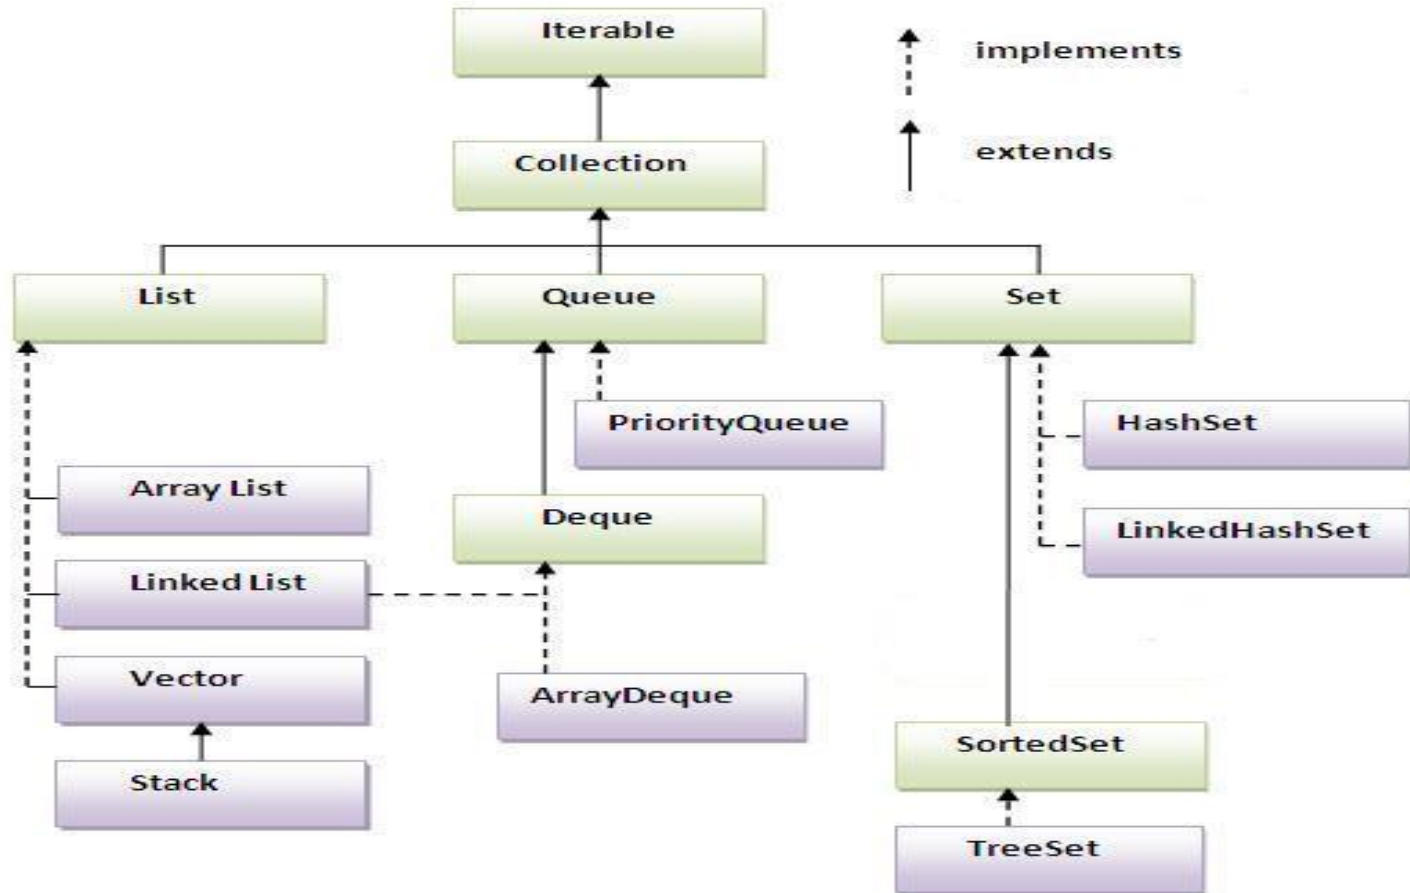 Iterable
implements
Collection
extends
List
Queue
Set
PriorityQueue
HashSet
Array List
Deque
LinkedHashSet
Linked List
Vector
ArrayDeque
SortedSet
Stack
TreeSet